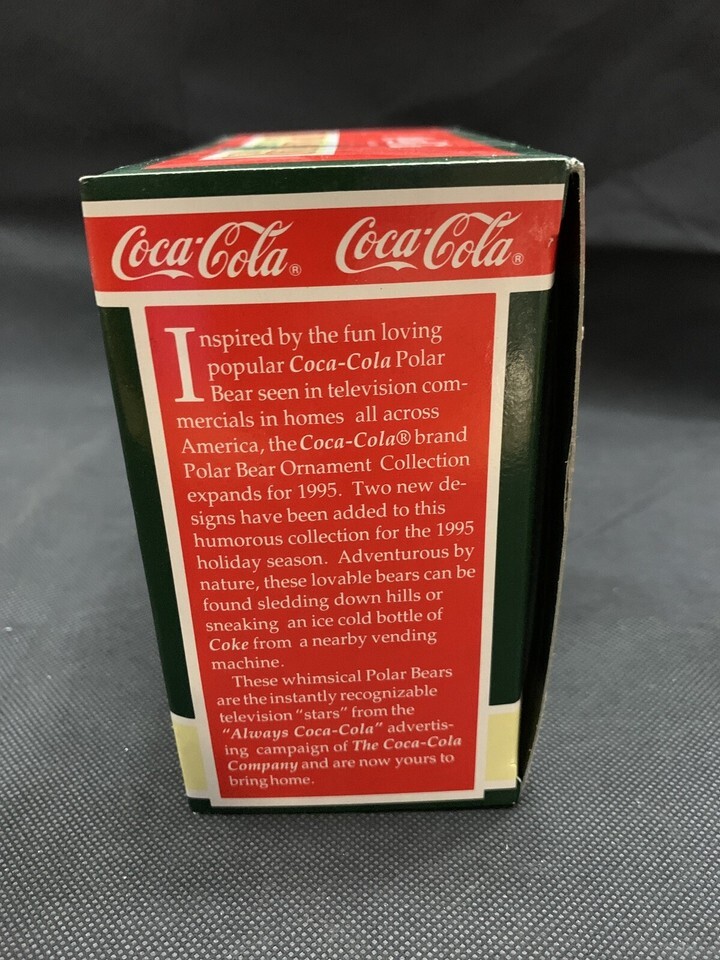 Coca-Cola® Coca-Cola®
Inspired by the fun loving
popular Coca-Cola Polar
Bear seen in television com-
mercials in homes all across
America, the Coca-Cola® brand
Polar Bear Ornament Collection
expands for 1995. Two new de-
signs have been added to this
humorous collection for the 1995
holiday season. Adventurous by
nature, these lovable bears can be
found sledding down hills or
sneaking an ice cold bottle of
Coke from a nearby vending
machine.
These whimsical Polar Bears
are the instantly recognizable
television “stars” from the
“Always Coca-Cola” advertis-
ing campaign of The Coca-Cola
Company and are now yours to
bring home.